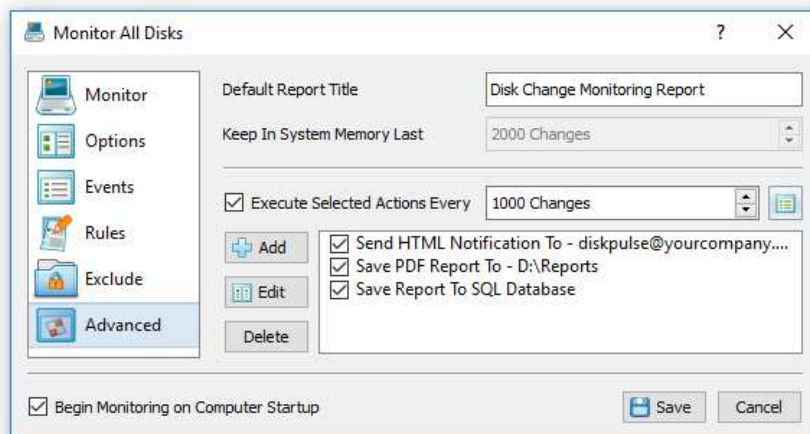 Monitor All Disks
?
Monitor
Options
Events
Rules
Exclude
Advanced
Default Report Title
Disk Change Monitoring Report
Keep In System Memory Last
2000 Changes
Execute Selected Actions Every
1000 Changes
Add
Edit
Delete
Send HTML Notification To - diskpulse@yourcompany....
Save PDF Report To - D:\Reports
Save Report To SQL Database
Begin Monitoring on Computer Startup
Save
Cancel